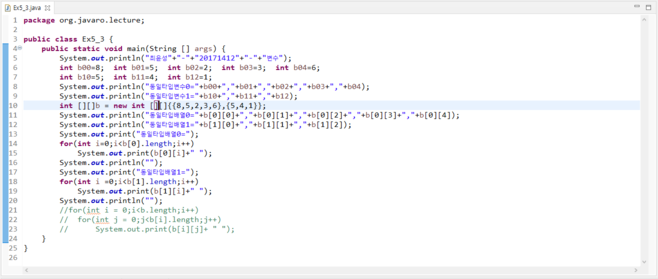 Ex5_3.java
1 package org.javaro.lecture;
2
3 public class Ex5_3 {
4 public static void main(String [] args) {
5 System.out.println("최윤성"+"-"+"20171412"+"-"+"변수");
6 int b00=8; int b01=5; int b02=2; int b03=3; int b04=6;
7 int b10=5; int b11=4; int b12=1;
8 System.out.println("동일타입변수0="+b00+","+b01+","+b02+","+b03+","+b04);
9 System.out.println("동일타입변수1="+b10+","+b11+","+b12);
10 int [][]b = new int [][]{{8,5,2,3,6},{5,4,1}};
11 System.out.println("동일타입배열0="+b[0][0]+","+b[0][1]+","+b[0][2]+","+b[0][3]+","+b[0][4]);
12 System.out.println("동일타입배열1="+b[1][0]+","+b[1][1]+","+b[1][2]);
13 System.out.print("동일타입배열0=");
14 for(int i=0;i<b[0].length;i++)
15 System.out.print(b[0][i]+" ");
16 System.out.println("");
17 System.out.print("동일타입배열1=");
18 for(int i =0;i<b[1].length;i++)
19 System.out.print(b[1][i]+" ");
20 System.out.println("");
21 //for(int i = 0;i<b.length;i++)
22 // for(int j = 0;j<b[i].length;j++)
23 // System.out.print(b[i][j]+ " ");
24 }
25 }
26